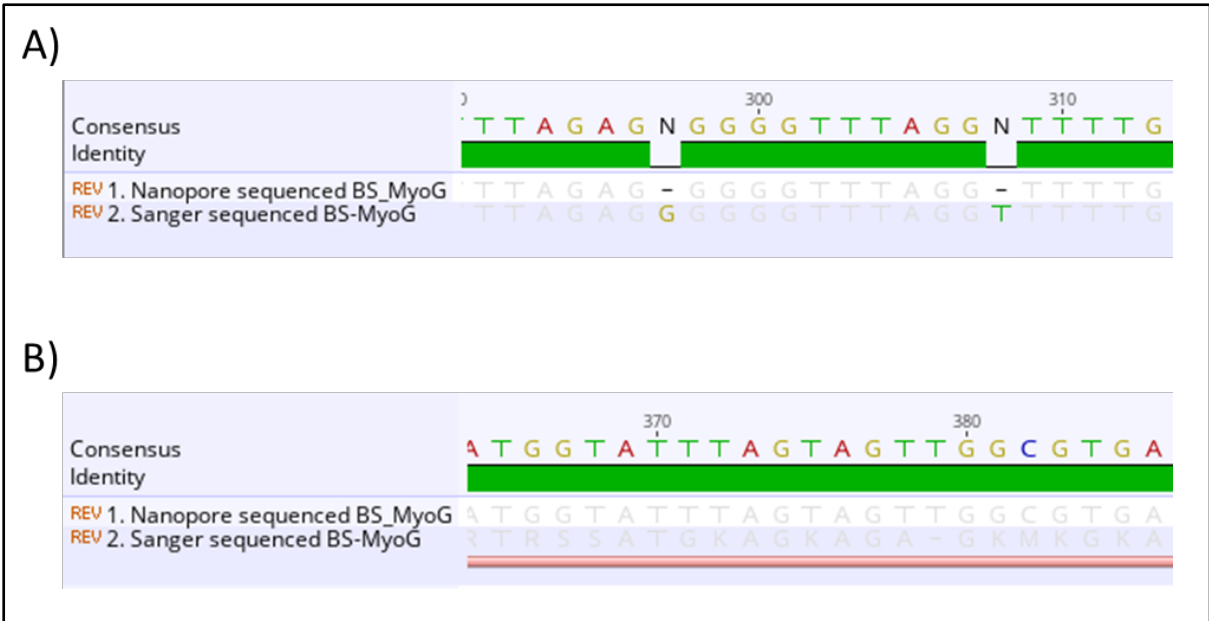 A)
300 310
Consensus T T A G A G N G G G G T T T A G G N T T T T G
Identity
REV 1. Nanopore sequenced BS_MyoG T T A G A G - G G G G T T T A G G - T T T T G
REV 2. Sanger sequenced BS-MyoG T T A G A G G G G G G T T T A G G T T T T T G
B)
370 380
Consensus A T G G T A T T T A G T A G T T G G C G T G A
Identity
REV 1. Nanopore sequenced BS_MyoG A T G G T A T T T A G T A G T T G G C G T G A
REV 2. Sanger sequenced BS-MyoG R T R S S A T G K A G K A G A - G K M K G K A